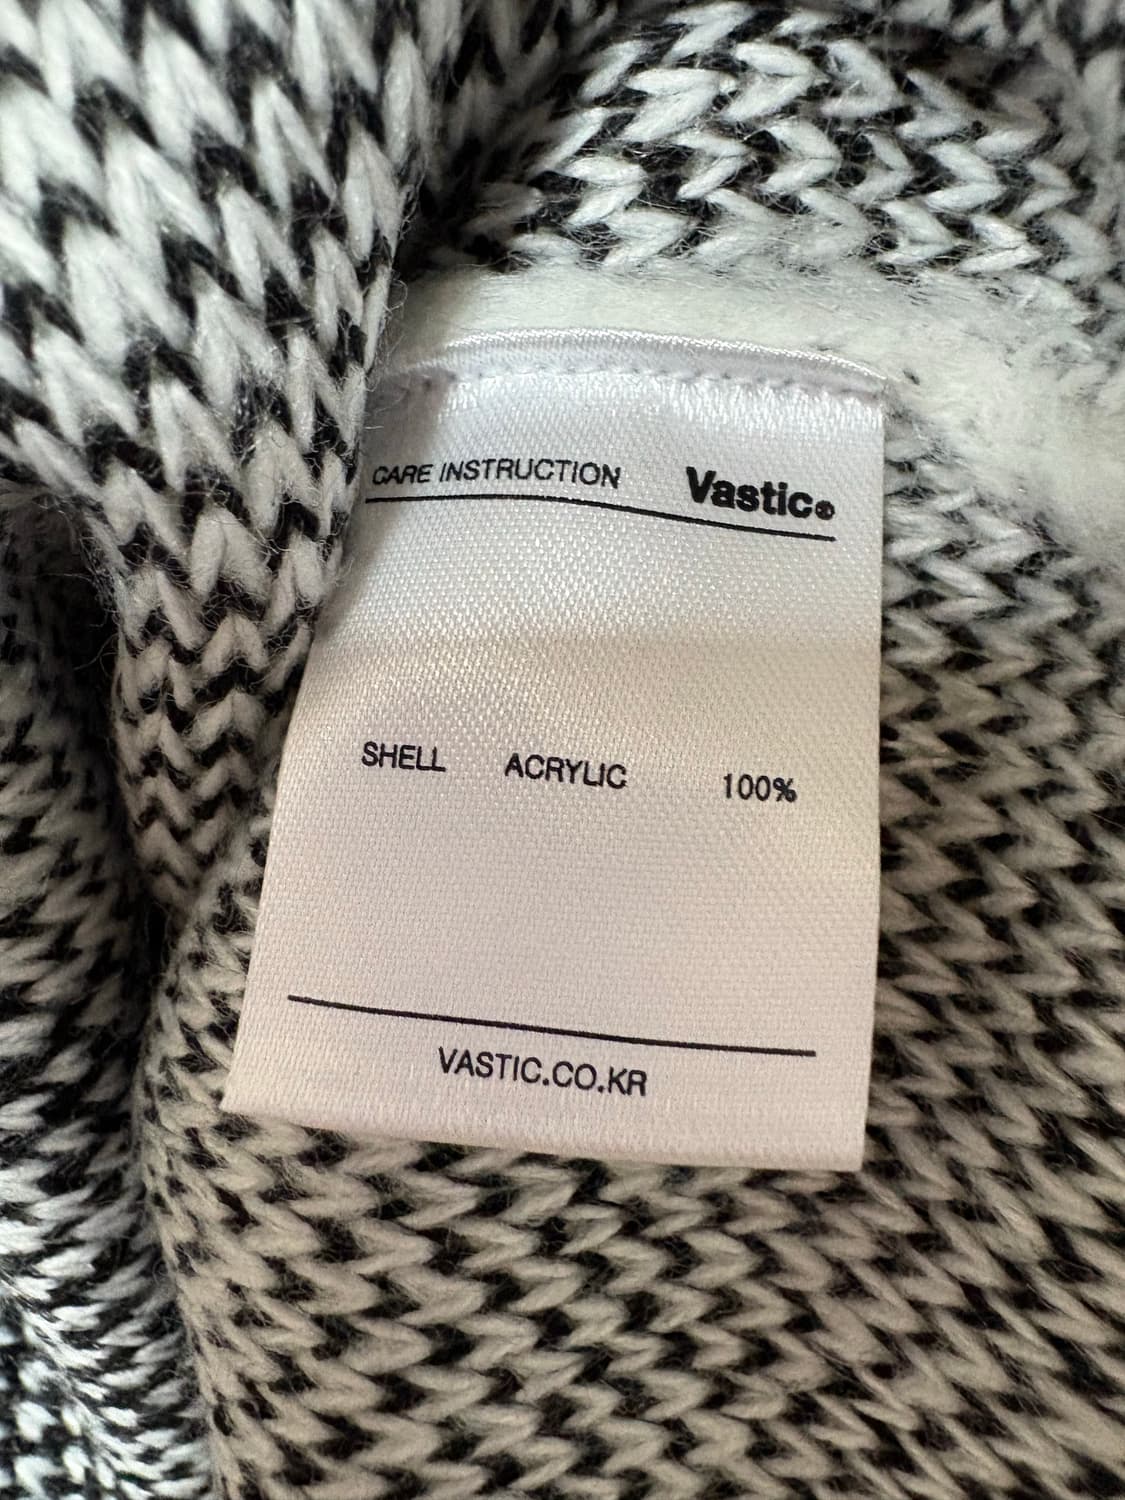 CARE INSTRUCTION Vastic®
SHELL ACRYLIC 100%
VASTIC.CO.KR